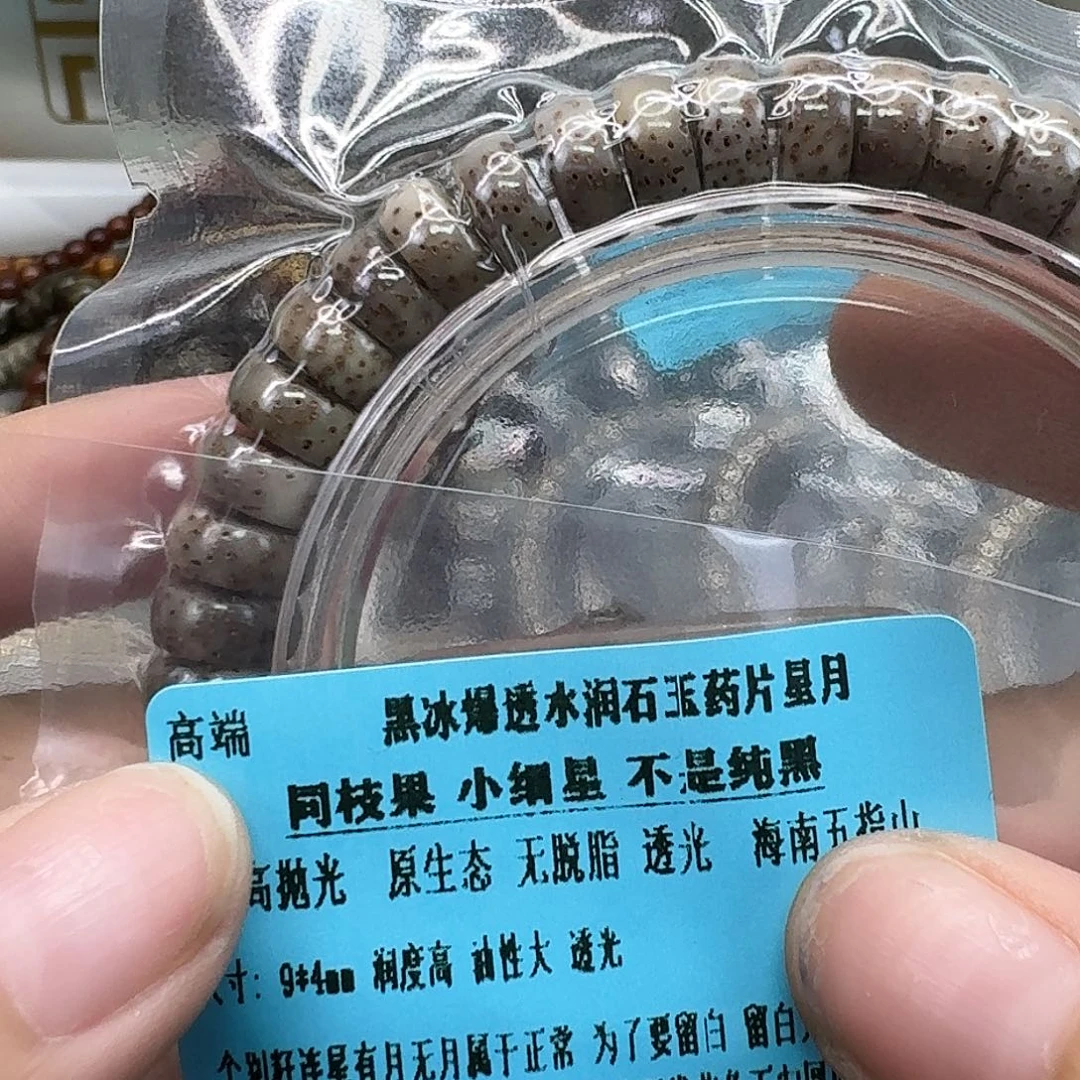 高端
黑冰爆透水润石玉药片星月
同枝果 小细星 不是纯黑
高抛光 原生态 无脱脂 透光 海南五指山
寸: 9*4mm 润度高 油性大 透光
个别籽连星有月无月属于正常 为了要留白 留白